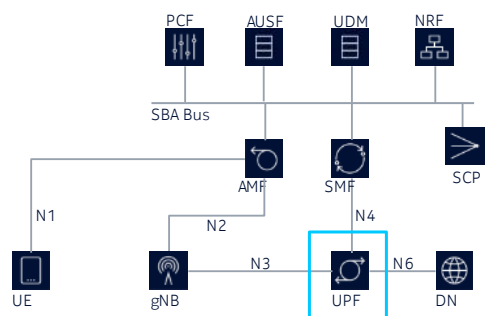 PCF
AUSF
UDM
NRF
SBA Bus
AMF
SMF
SCP
N1
N2
N4
N3
N6
UE
gNB
UPF
DN